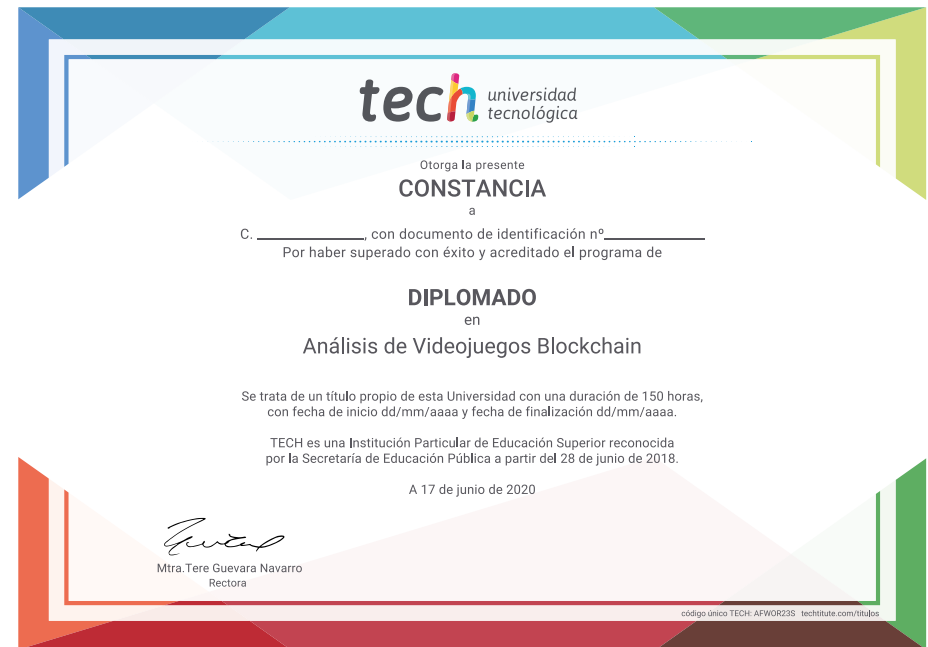 tech universidad
tecnológica
Otorga la presente
CONSTANCIA
a
C. ______________, con documento de identificación nº______________
Por haber superado con éxito y acreditado el programa de
DIPLOMADO
en
Análisis de Videojuegos Blockchain
Se trata de un título propio de esta Universidad con una duración de 150 horas,
con fecha de inicio dd/mm/aaaa y fecha de finalización dd/mm/aaaa.
TECH es una Institución Particular de Educación Superior reconocida
por la Secretaría de Educación Pública a partir del 28 de junio de 2018.
A 17 de junio de 2020
Mtra.Tere Guevara Navarro
Rectora
código único TECH: AFWOR23S techtitute.com/titulos